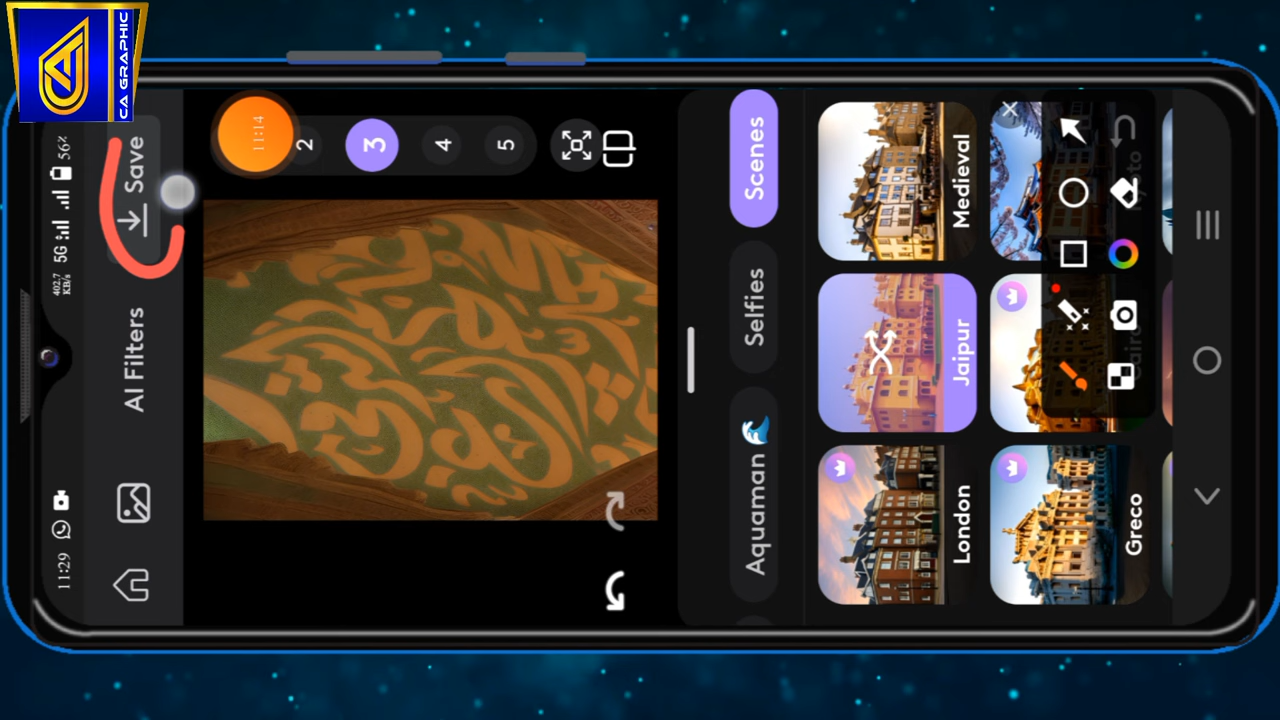 CA GRAPHIC
11:29
402.7
KB/s
5G
56%
AI Filters
Save
11:14
2
3
4
5
Aquaman 🌊
Selfies
Scenes
London
Jaipur
Medieval
Greco